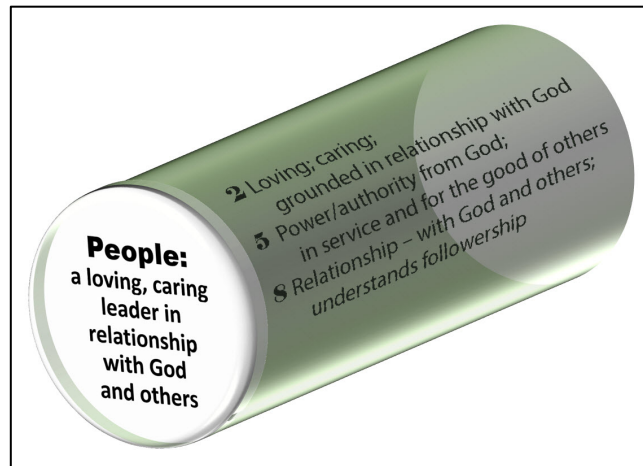 People:
a loving, caring
leader in
relationship
with God
and others
2 Loving; caring;
grounded in relationship with God
5 Power/authority from God;
in service and for the good of others
8 Relationship – with God and others;
understands followership